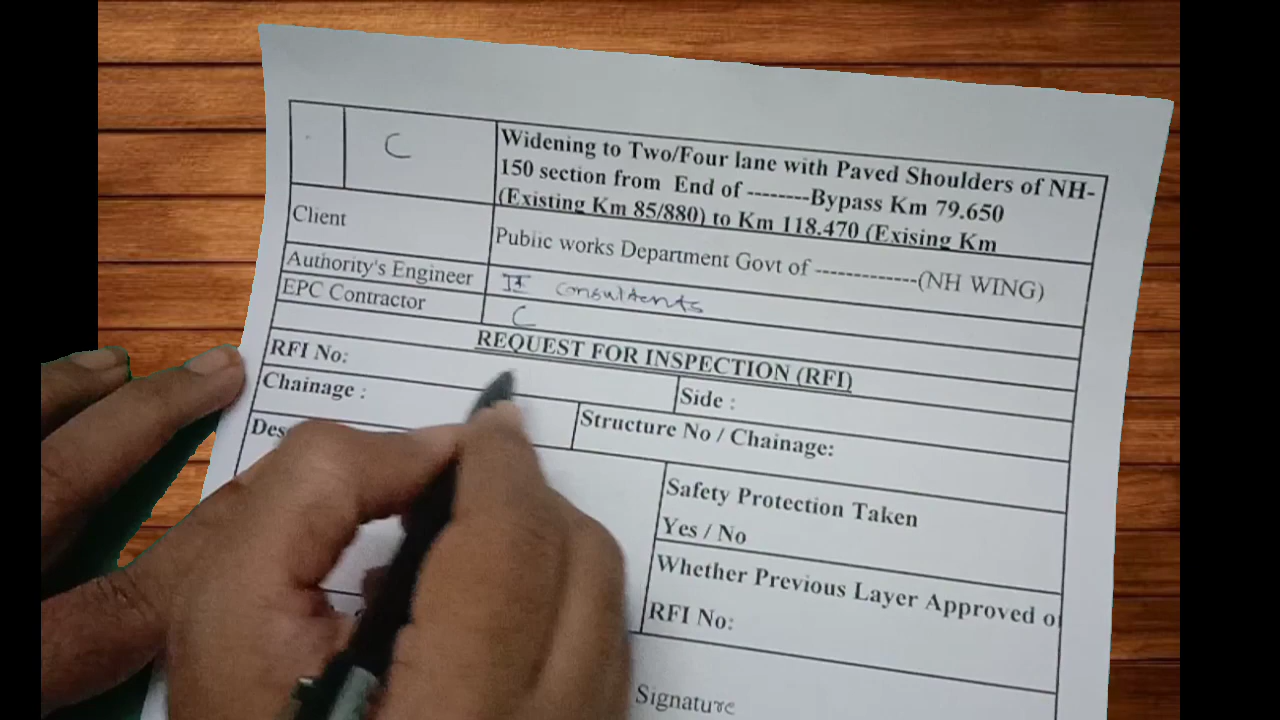 C
Widening to Two/Four lane with Paved Shoulders of NH-
150 section from End of --------Bypass Km 79.650
(Existing Km 85/880) to Km 118.470 (Exising Km
Client
Public works Department Govt of --------------(NH WING)
Authority's Engineer
Consultents
EPC Contractor
C
REQUEST FOR INSPECTION (RFI)
RFI No:
Side :
Chainage :
Structure No / Chainage:
Des
Safety Protection Taken
Yes / No
Whether Previous Layer Approved o
RFI No:
Signature